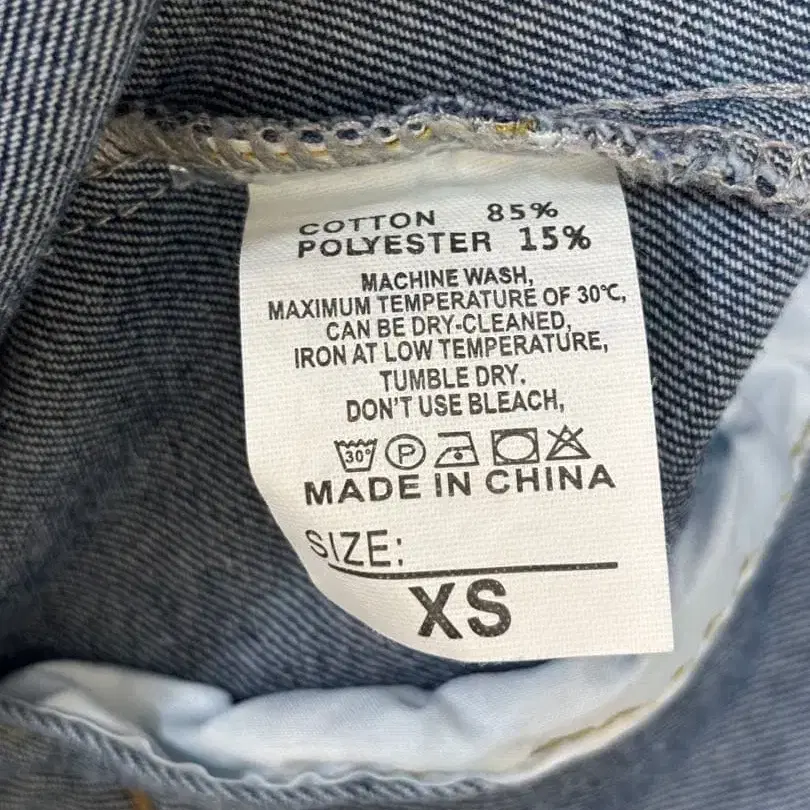 COTTON 85%
POLYESTER 15%
MACHINE WASH,
MAXIMUM TEMPERATURE OF 30℃,
CAN BE DRY-CLEANED,
IRON AT LOW TEMPERATURE,
TUMBLE DRY.
DON'T USE BLEACH,
30° P
MADE IN CHINA
SIZE:
XS